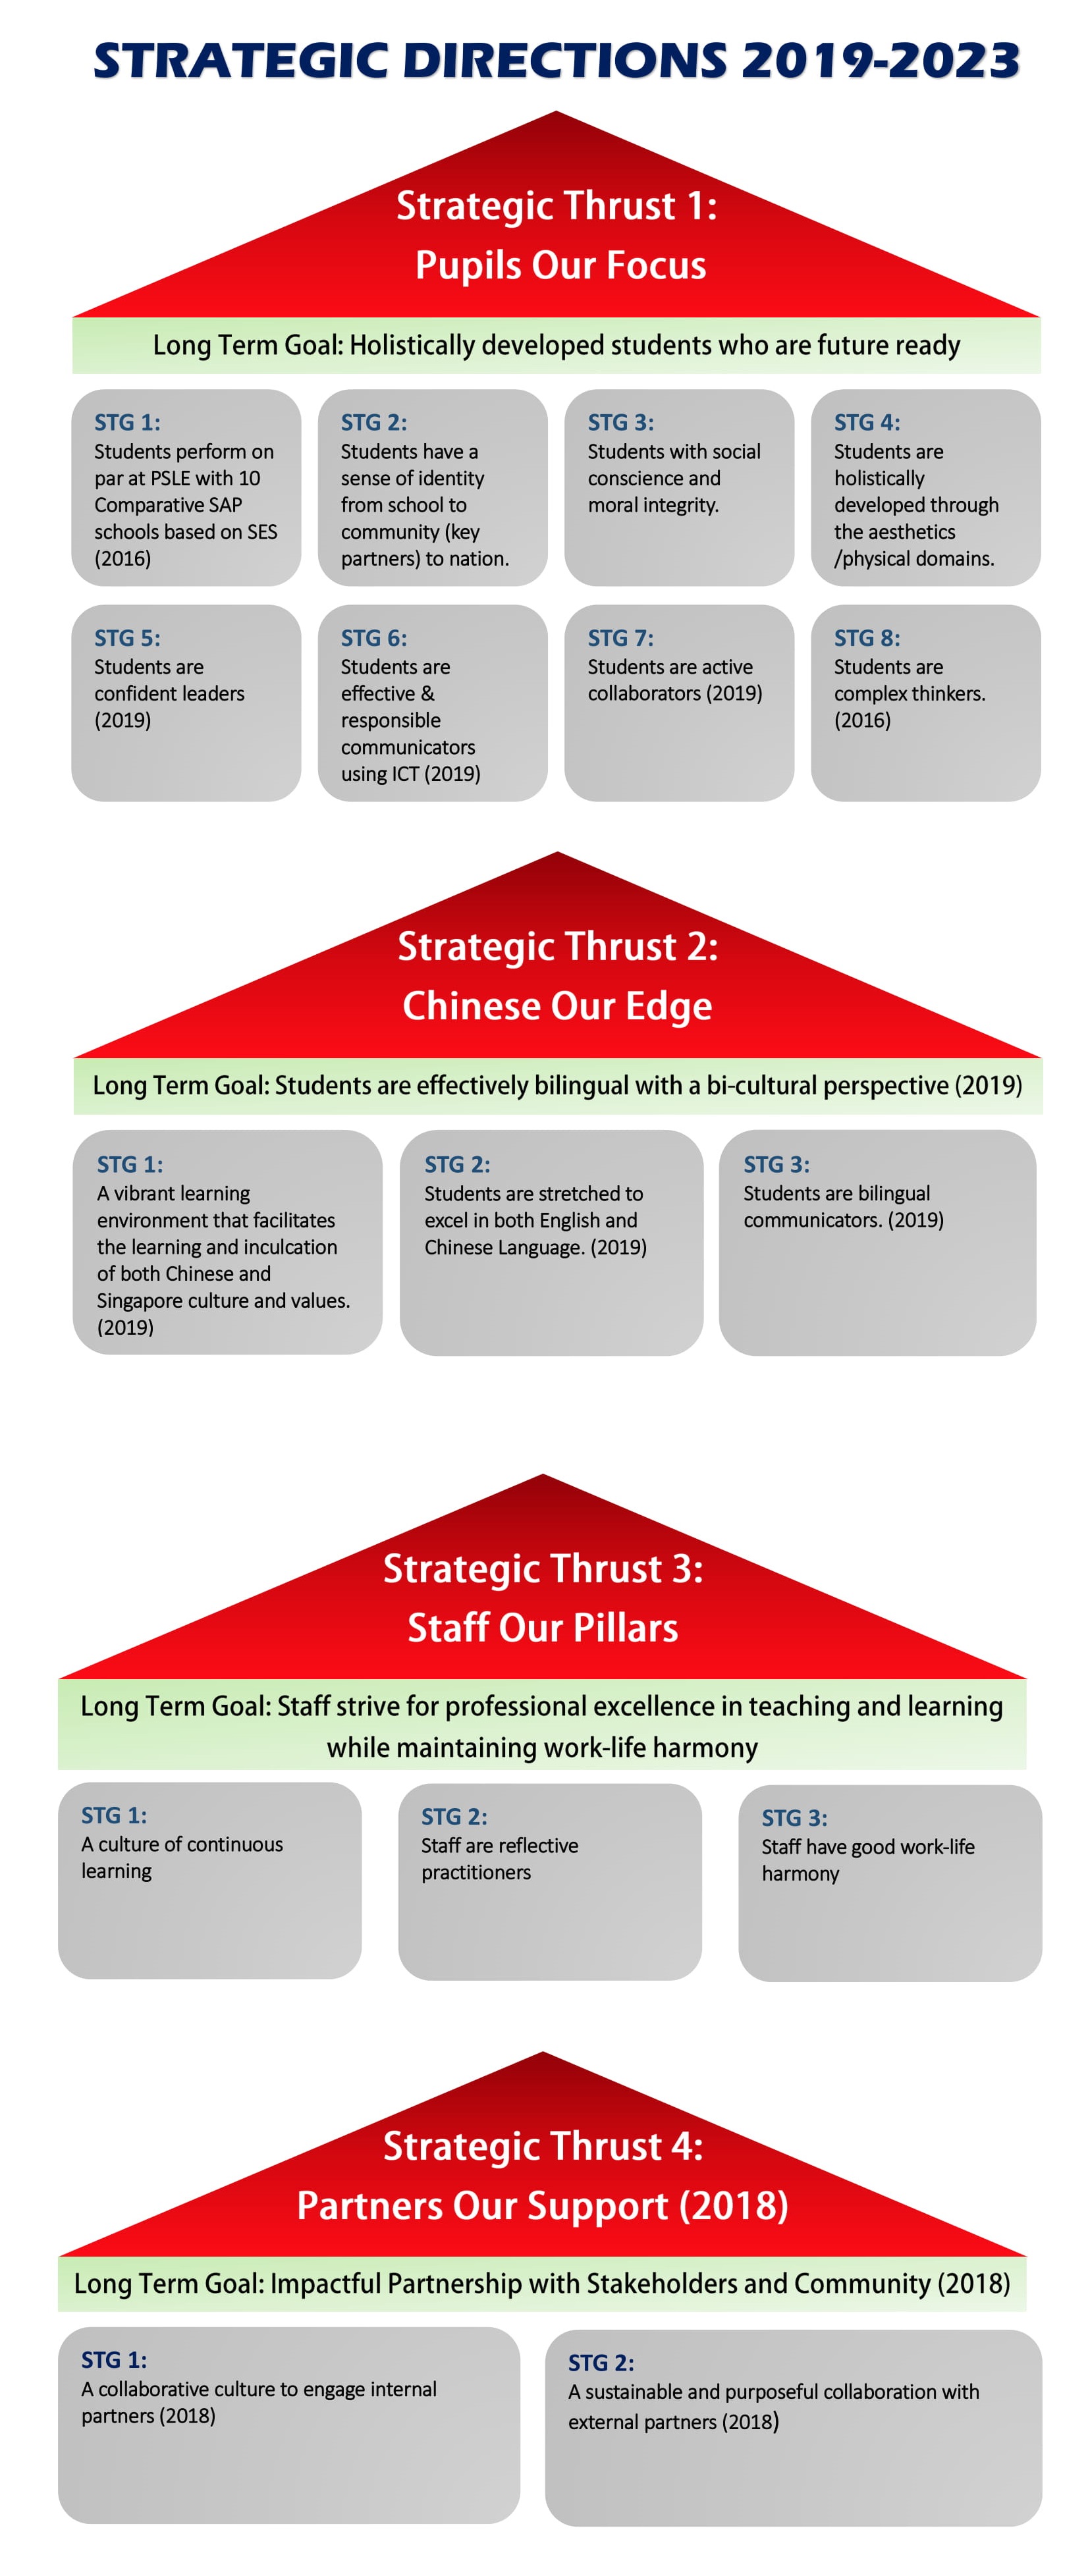 STRATEGIC DIRECTIONS 2019-2023
Strategic Thrust 1:
Pupils Our Focus
Long Term Goal: Holistically developed students who are future ready
STG 1:
Students perform on
par at PSLE with 10
Comparative SAP
schools based on SES
(2016)
STG 2:
Students have a
sense of identity
from school to
community (key
partners) to nation.
STG 3:
Students with social
conscience and
moral integrity.
STG 4:
Students are
holistically
developed through
the aesthetics
/physical domains.
STG 5:
Students are
confident leaders
(2019)
STG 6:
Students are
effective &
responsible
communicators
using ICT (2019)
STG 7:
Students are active
collaborators (2019)
STG 8:
Students are
complex thinkers.
(2016)
Strategic Thrust 2:
Chinese Our Edge
Long Term Goal: Students are effectively bilingual with a bi-cultural perspective (2019)
STG 1:
A vibrant learning
environment that facilitates
the learning and inculcation
of both Chinese and
Singapore culture and values.
(2019)
STG 2:
Students are stretched to
excel in both English and
Chinese Language. (2019)
STG 3:
Students are bilingual
communicators. (2019)
Strategic Thrust 3:
Staff Our Pillars
Long Term Goal: Staff strive for professional excellence in teaching and learning
while maintaining work-life harmony
STG 1:
A culture of continuous
learning
STG 2:
Staff are reflective
practitioners
STG 3:
Staff have good work-life
harmony
Strategic Thrust 4:
Partners Our Support (2018)
Long Term Goal: Impactful Partnership with Stakeholders and Community (2018)
STG 1:
A collaborative culture to engage internal
partners (2018)
STG 2:
A sustainable and purposeful collaboration with
external partners (2018)